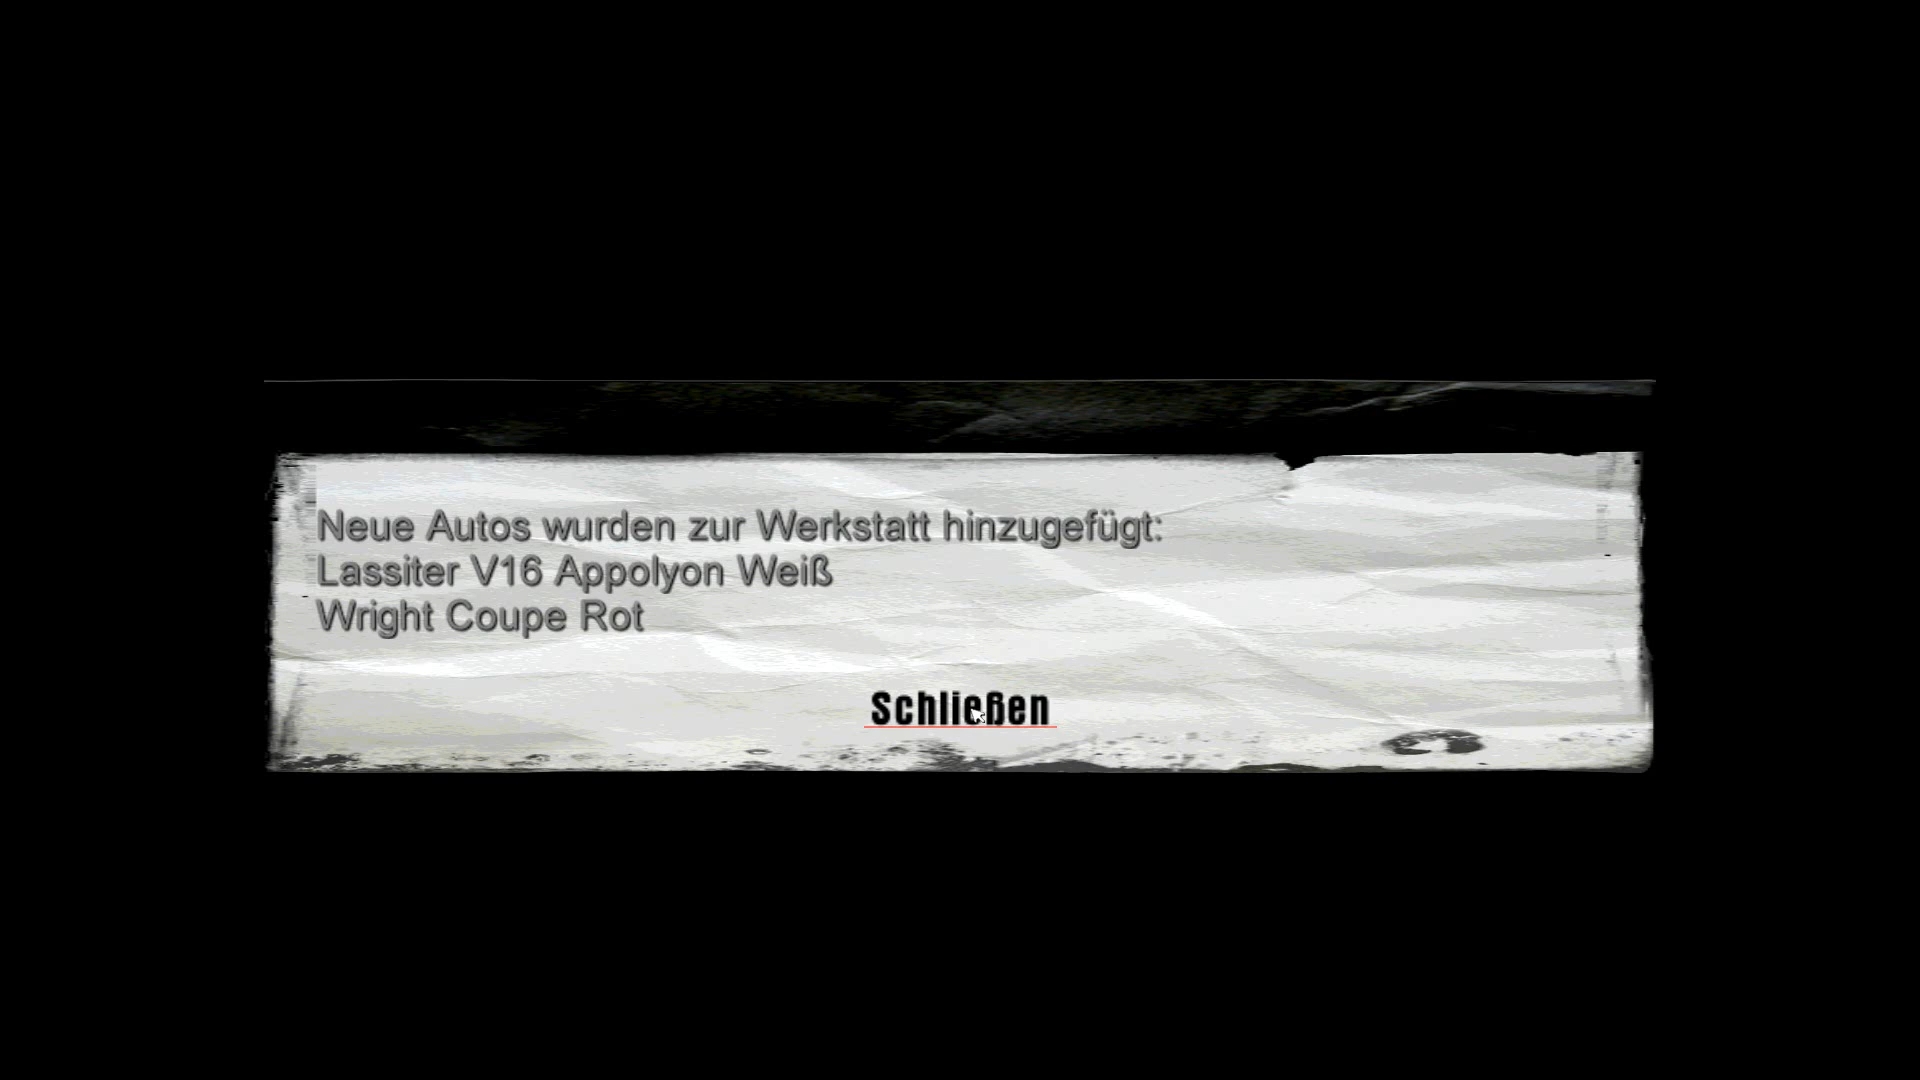 Neue Autos wurden zur Werkstatt hinzugefügt:
Lassiter V16 Appolyon Weiß
Wright Coupe Rot
Schließen